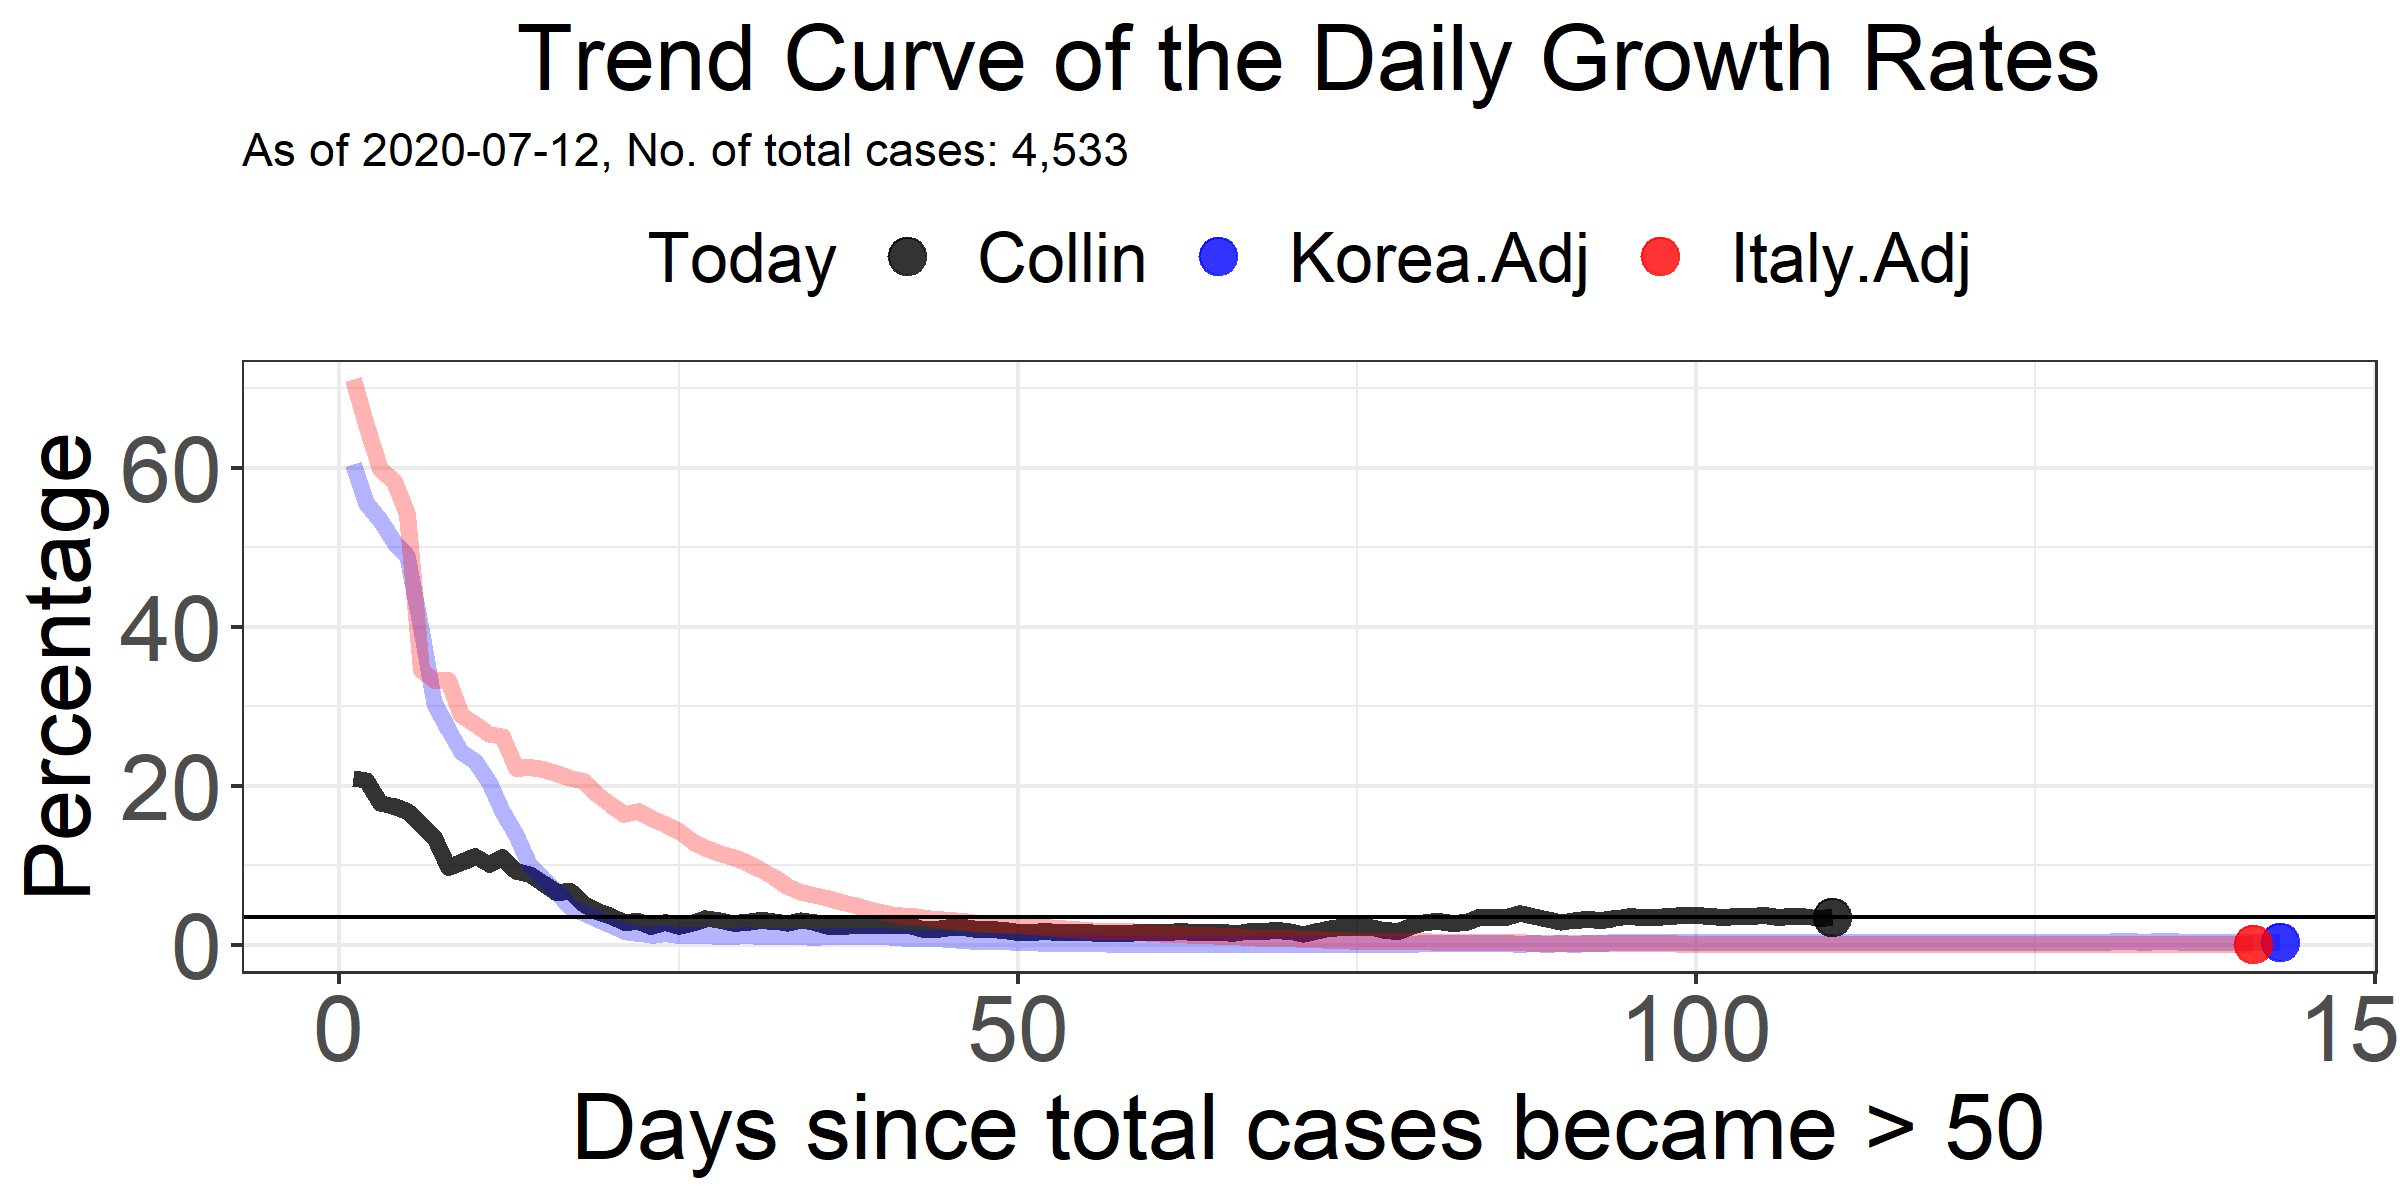 Trend Curve of the Daily Growth Rates
As of 2020-07-12, No. of total cases: 4,533
Today Collin Korea.Adj Italy.Adj
Percentage
60
40
20
0
0 50 100 15
Days since total cases became > 50